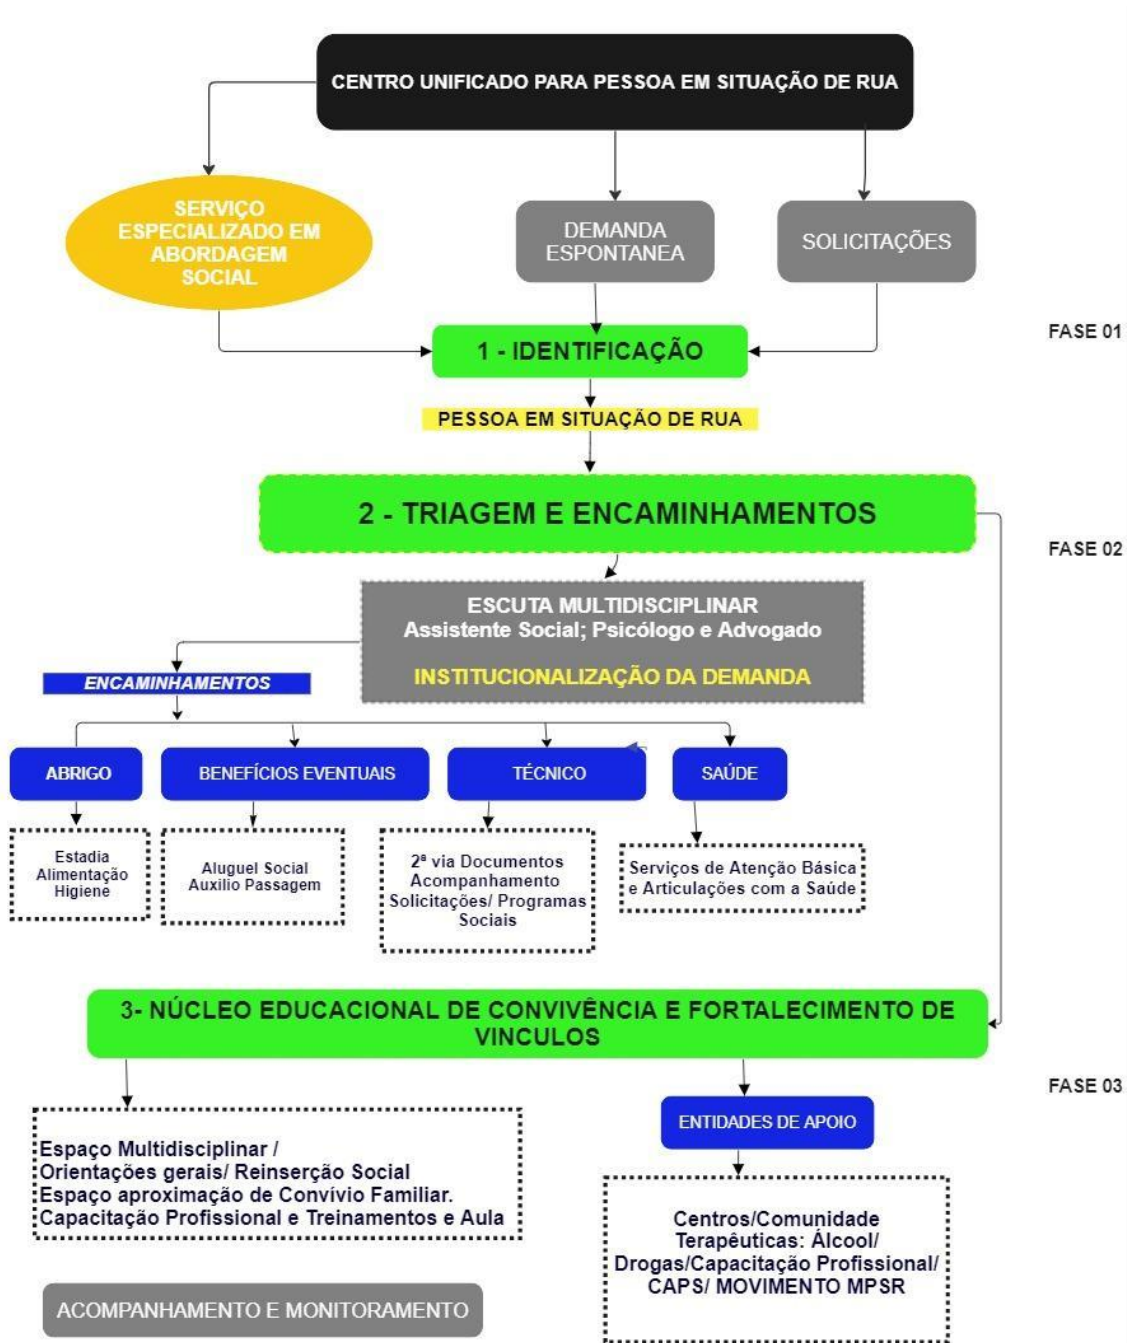 CENTRO UNIFICADO PARA PESSOA EM SITUAÇÃO DE RUA
SERVIÇO
ESPECIALIZADO EM
ABORDAGEM
SOCIAL
DEMANDA
ESPONTANEA
SOLICITAÇÕES
FASE 01
1 - IDENTIFICAÇÃO
PESSOA EM SITUAÇÃO DE RUA
2 - TRIAGEM E ENCAMINHAMENTOS
FASE 02
ESCUTA MULTIDISCIPLINAR
Assistente Social; Psicólogo e Advogado
INSTITUCIONALIZAÇÃO DA DEMANDA
ENCAMINHAMENTOS
ABRIGO
BENEFÍCIOS EVENTUAIS
TÉCNICO
SAÚDE
Estadia
Alimentação
Higiene
Aluguel Social
Auxilio Passagem
2ª via Documentos
Acompanhamento
Solicitações/ Programas
Sociais
Serviços de Atenção Básica
e Articulações com a Saúde
3- NÚCLEO EDUCACIONAL DE CONVIVÊNCIA E FORTALECIMENTO DE
VINCULOS
FASE 03
Espaço Multidisciplinar /
Orientações gerais/ Reinserção Social
Espaço aproximação de Convívio Familiar.
Capacitação Profissional e Treinamentos e Aula
ENTIDADES DE APOIO
Centros/Comunidade
Terapêuticas: Álcool/
Drogas/Capacitação Profissional/
CAPS/ MOVIMENTO MPSR
ACOMPANHAMENTO E MONITORAMENTO